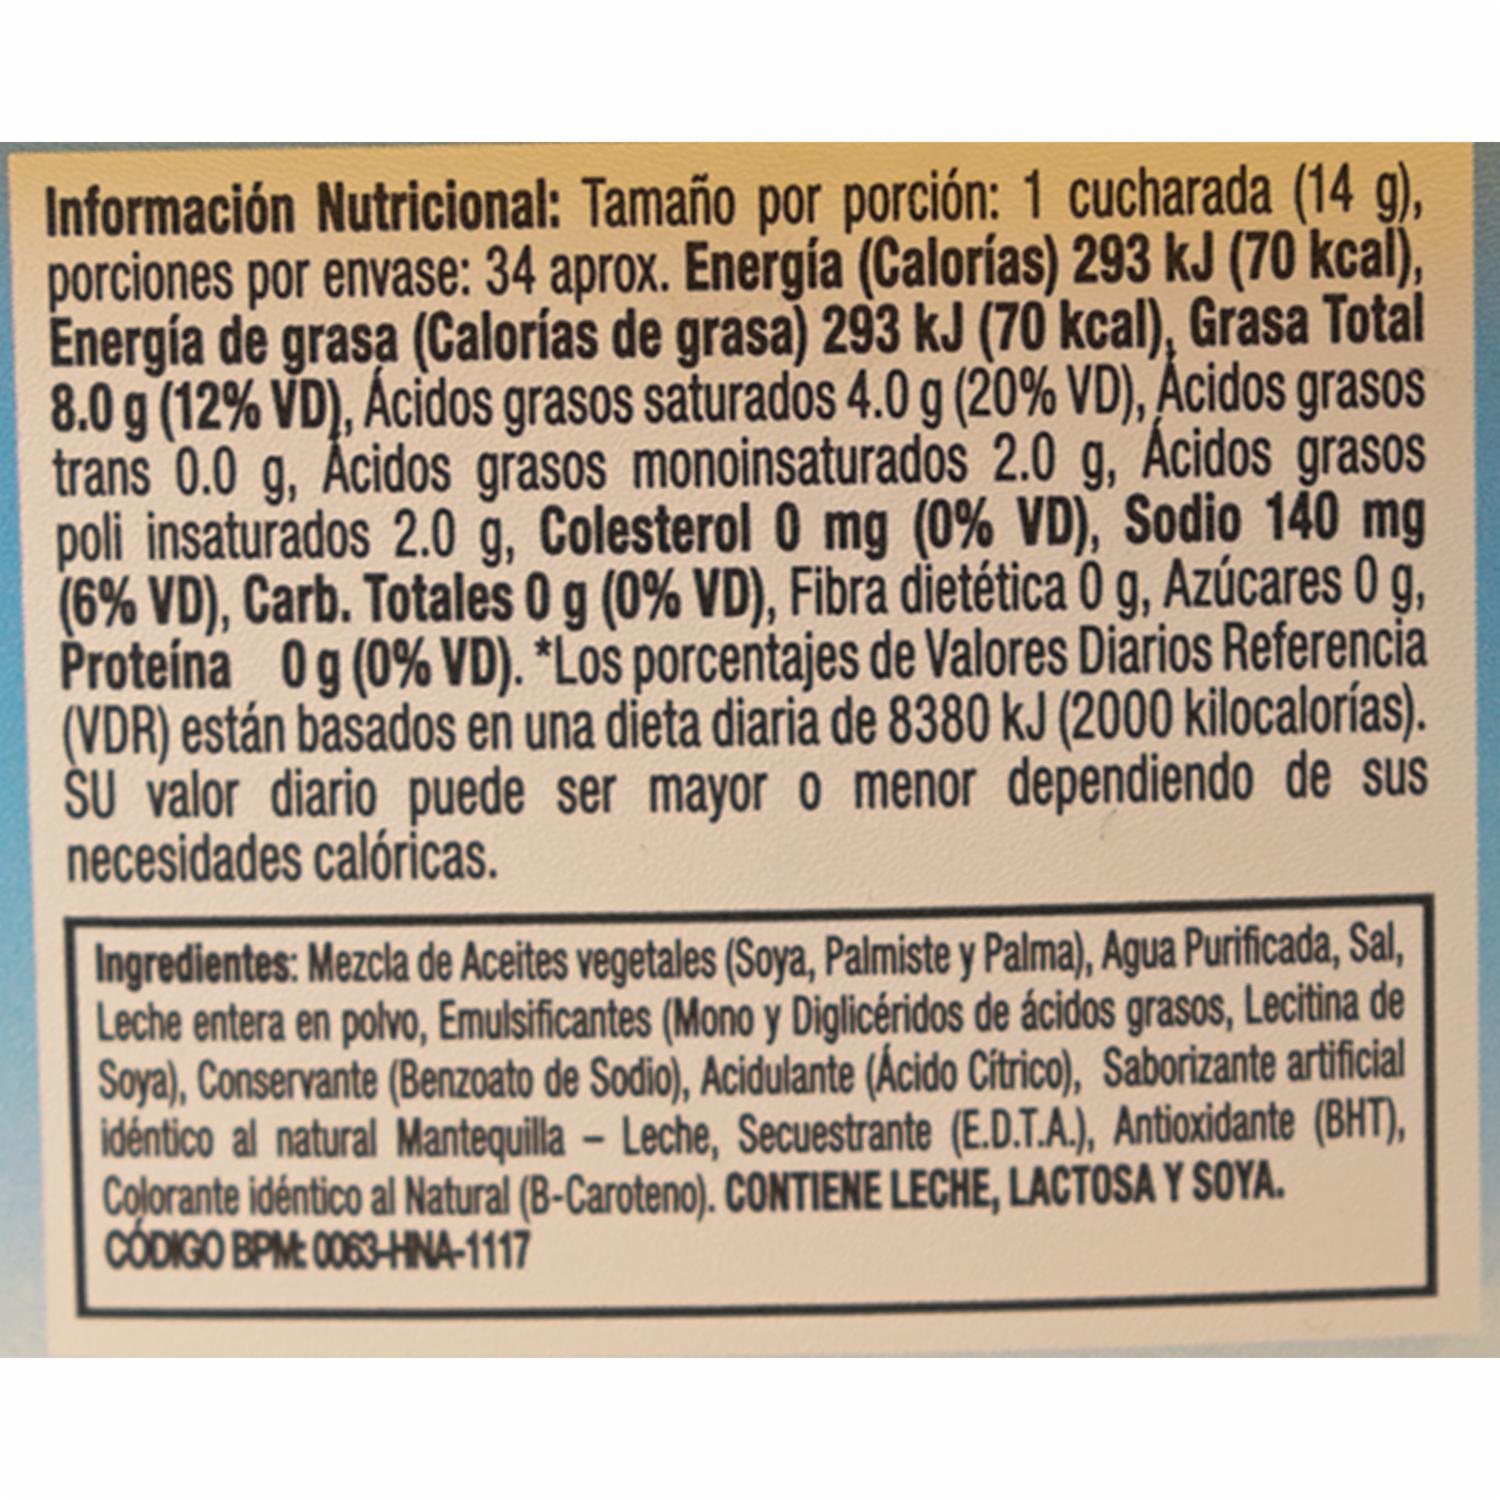 Información Nutricional: Tamaño por porción: 1 cucharada (14 g),
porciones por envase: 34 aprox. Energía (Calorías) 293 kJ (70 kcal),
Energía de grasa (Calorías de grasa) 293 kJ (70 kcal), Grasa Total
8.0 g (12% VD), Ácidos grasos saturados 4.0 g (20% VD), Ácidos grasos
trans 0.0 g, Ácidos grasos monoinsaturados 2.0 g, Ácidos grasos
poli insaturados 2.0 g, Colesterol 0 mg (0% VD), Sodio 140 mg
(6% VD), Carb. Totales 0 g (0% VD), Fibra dietética 0 g, Azúcares 0 g,
Proteína 0 g (0% VD). *Los porcentajes de Valores Diarios Referencia
(VDR) están basados en una dieta diaria de 8380 kJ (2000 kilocalorías).
SU valor diario puede ser mayor o menor dependiendo de sus
necesidades calóricas.
Ingredientes: Mezcla de Aceites vegetales (Soya, Palmiste y Palma), Agua Purificada, Sal,
Leche entera en polvo, Emulsificantes (Mono y Diglicéridos de ácidos grasos, Lecitina de
Soya), Conservante (Benzoato de Sodio), Acidulante (Ácido Cítrico), Saborizante artificial
idéntico al natural Mantequilla – Leche, Secuestrante (E.D.T.A.), Antioxidante (BHT),
Colorante idéntico al Natural (B-Caroteno). CONTIENE LECHE, LACTOSA Y SOYA.
CÓDIGO BPM: 0063-HNA-1117